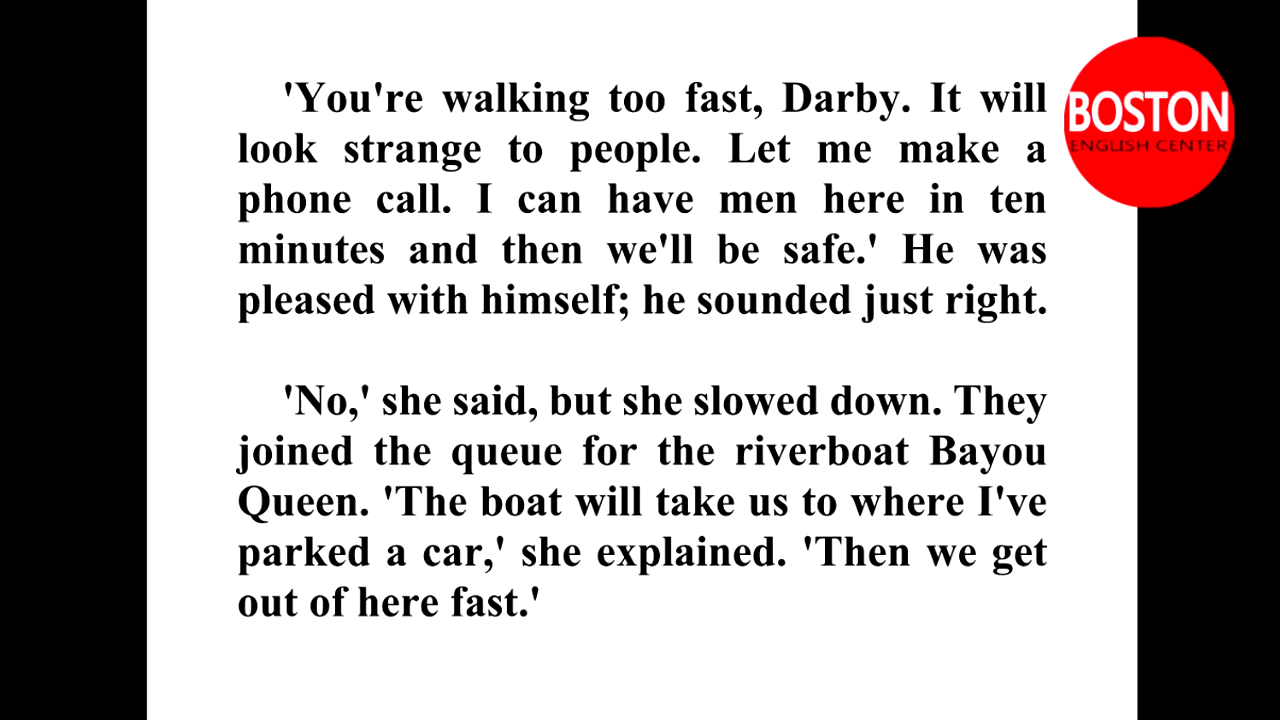 'You're walking too fast, Darby. It will
look strange to people. Let me make a
phone call. I can have men here in ten
minutes and then we'll be safe.' He was
pleased with himself; he sounded just right.
'No,' she said, but she slowed down. They
joined the queue for the riverboat Bayou
Queen. 'The boat will take us to where I've
parked a car,' she explained. 'Then we get
out of here fast.'
BOSTON
ENGLISH CENTER